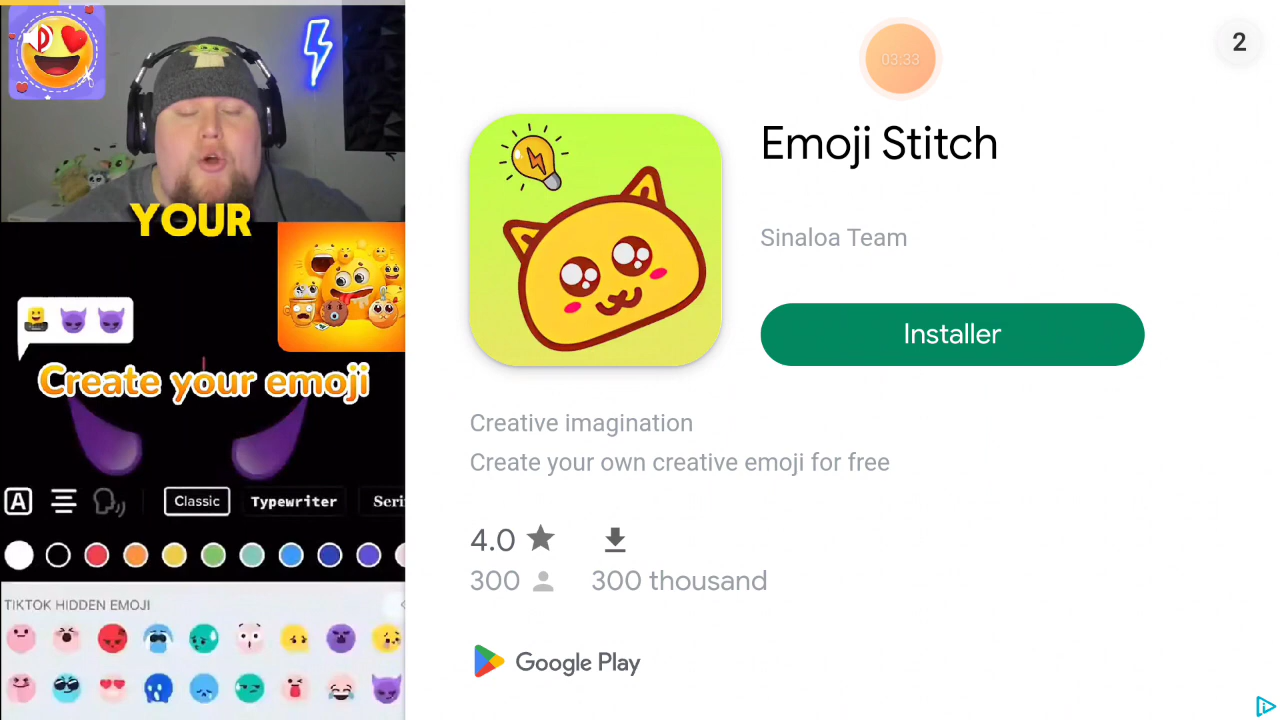 YOUR
Create your emoji
Classic
Typewriter
Seri
TIKTOK HIDDEN EMOJI
03:33
2
Emoji Stitch
Sinaloa Team
Installer
Creative imagination
Create your own creative emoji for free
4.0
300
300 thousand
Google Play